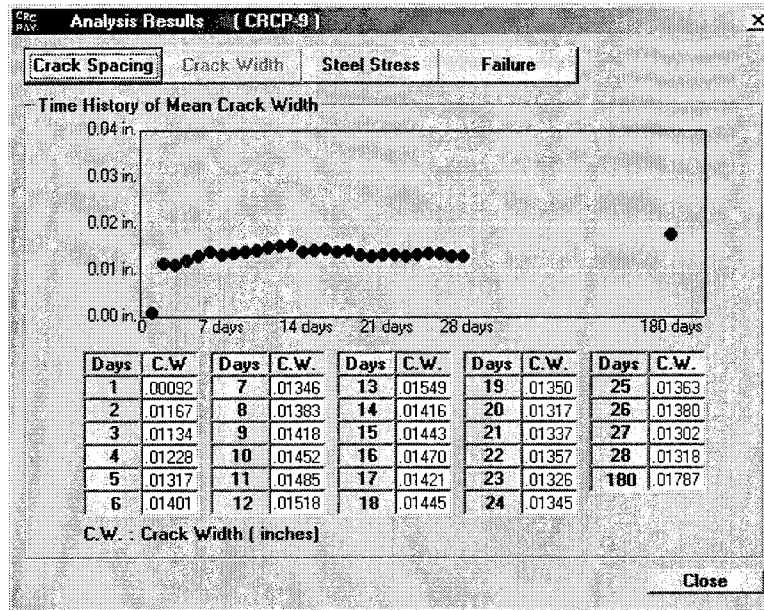 CRC PAV Analysis Results ( CRCP-9 )
Crack Spacing Crack Width Steel Stress Failure
Time History of Mean Crack Width
0.04 in.
0.03 in.
0.02 in.
0.01 in.
0.00 in.
0 7 days 14 days 21 days 28 days 180 days
Days C.W. Days C.W. Days C.W. Days C.W. Days C.W.
1 .00092 7 .01346 13 .01549 19 .01350 25 .01363
2 .01167 8 .01383 14 .01416 20 .01317 26 .01380
3 .01134 9 .01418 15 .01443 21 .01337 27 .01302
4 .01228 10 .01452 16 .01470 22 .01357 28 .01318
5 .01317 11 .01485 17 .01421 23 .01326 180 .01787
6 .01401 12 .01518 18 .01445 24 .01345
C.W. : Crack Width ( inches)
Close